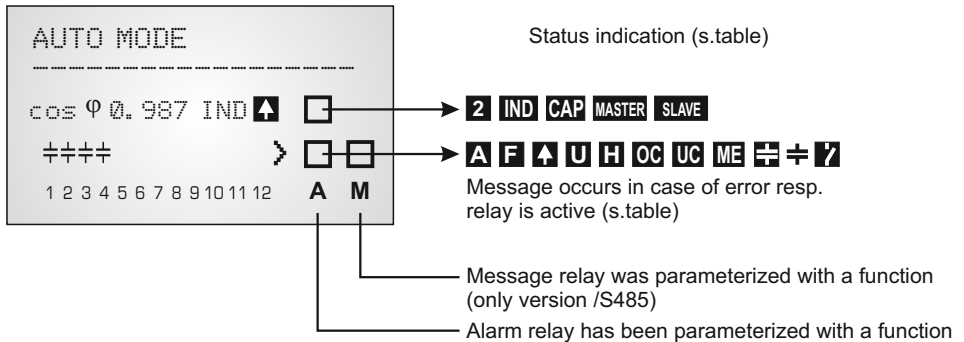 AUTO MODE
Status indication (s.table)
cos φ 0.987 IND
2 IND CAP MASTER SLAVE
A F U H OC UC ME
1 2 3 4 5 6 7 8 9 10 11 12 A M
Message occurs in case of error resp.
relay is active (s.table)
Message relay was parameterized with a function
(only version /S485)
Alarm relay has been parameterized with a function